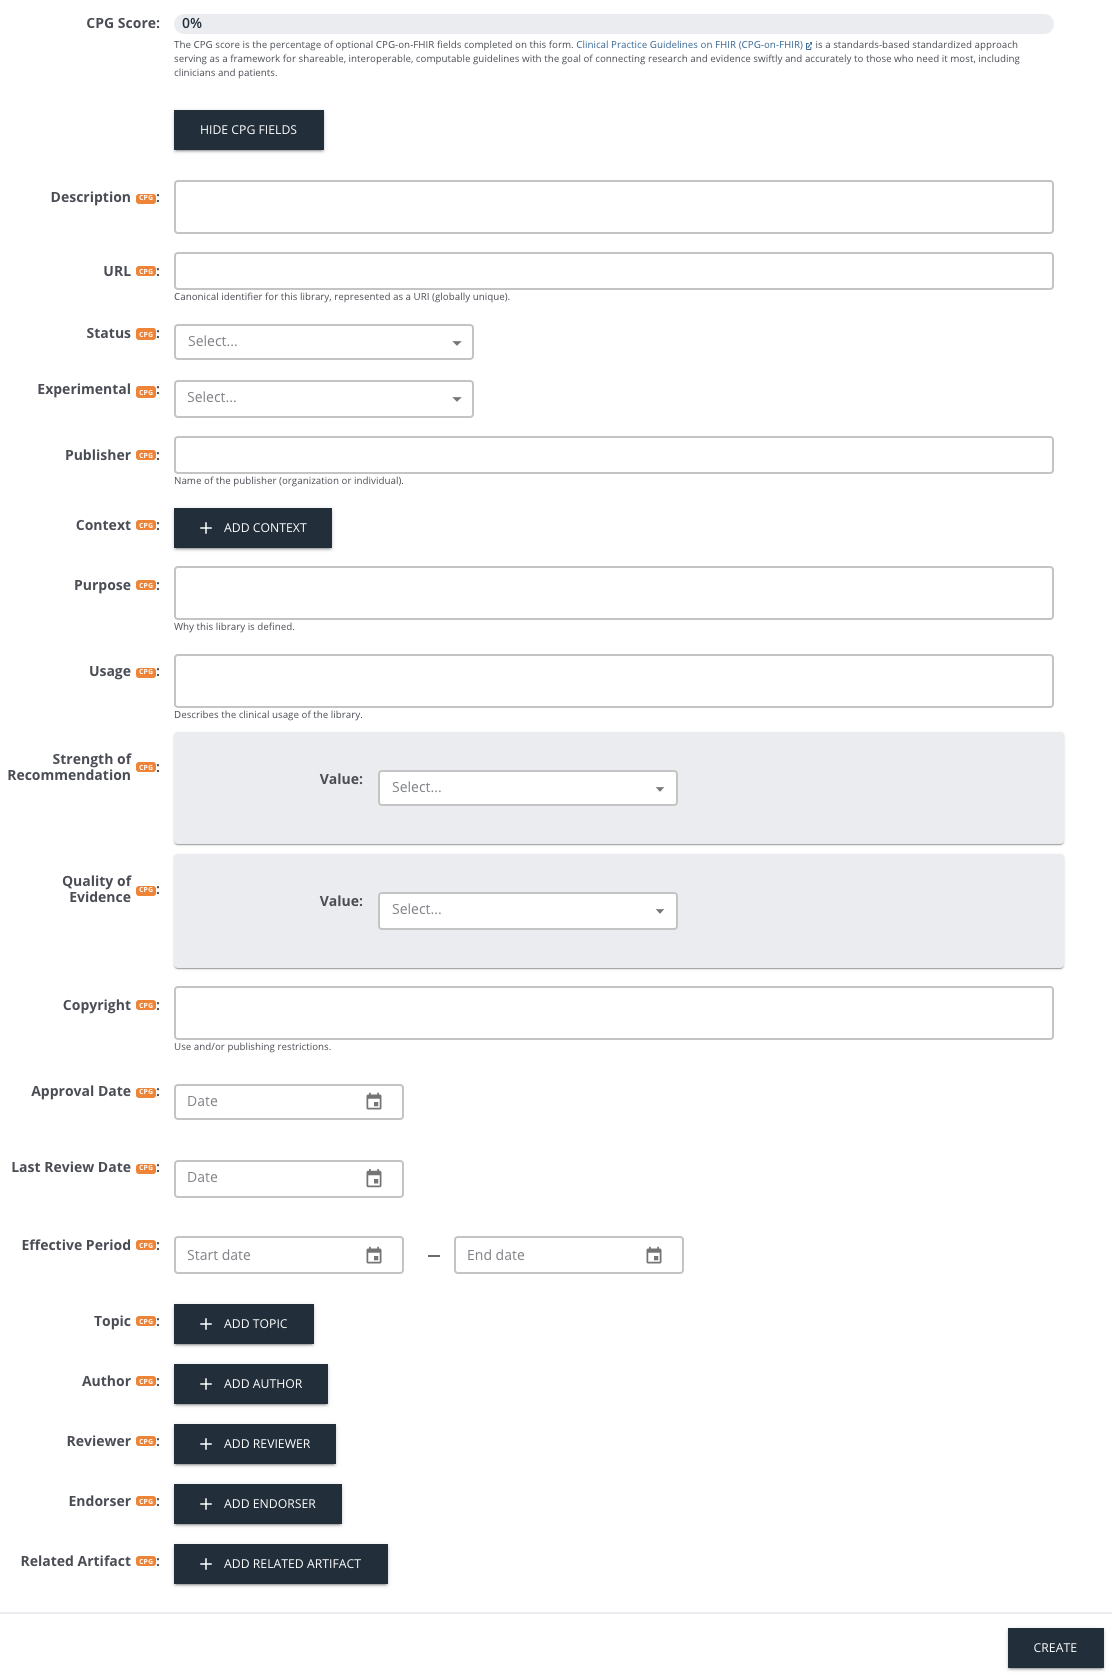 CPG Score: 0%
The CPG score is the percentage of optional CPG-on-FHIR fields completed on this form. Clinical Practice Guidelines on FHIR (CPG-on-FHIR) is a standards-based standardized approach
serving as a framework for shareable, interoperable, computable guidelines with the goal of connecting research and evidence swiftly and accurately to those who need it most, including
clinicians and patients.
HIDE CPG FIELDS
Description CPG:
URL CPG:
Canonical identifier for this library, represented as a URI (globally unique).
Status CPG: Select...
Experimental CPG: Select...
Publisher CPG:
Name of the publisher (organization or individual).
Context CPG: + ADD CONTEXT
Purpose CPG:
Why this library is defined.
Usage CPG:
Describes the clinical usage of the library.
Strength of
Recommendation CPG:
Value: Select...
Quality of
Evidence CPG:
Value: Select...
Copyright CPG:
Use and/or publishing restrictions.
Approval Date CPG: Date
Last Review Date CPG: Date
Effective Period CPG: Start date — End date
Topic CPG: + ADD TOPIC
Author CPG: + ADD AUTHOR
Reviewer CPG: + ADD REVIEWER
Endorser CPG: + ADD ENDORSER
Related Artifact CPG: + ADD RELATED ARTIFACT
CREATE